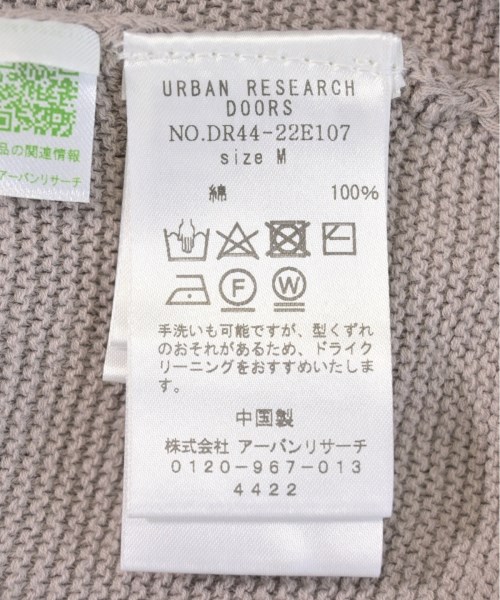 URBAN RESEARCH
DOORS
NO.DR44-22E107
size M
綿 100%
F W
手洗いも可能ですが、型くずれ
のおそれがあるため、ドライク
リーニングをおすすめいたしま
す。
中国製
株式会社 アーバンリサーチ
0120-967-013
4422
品の関連情報
アーバンリサーチ